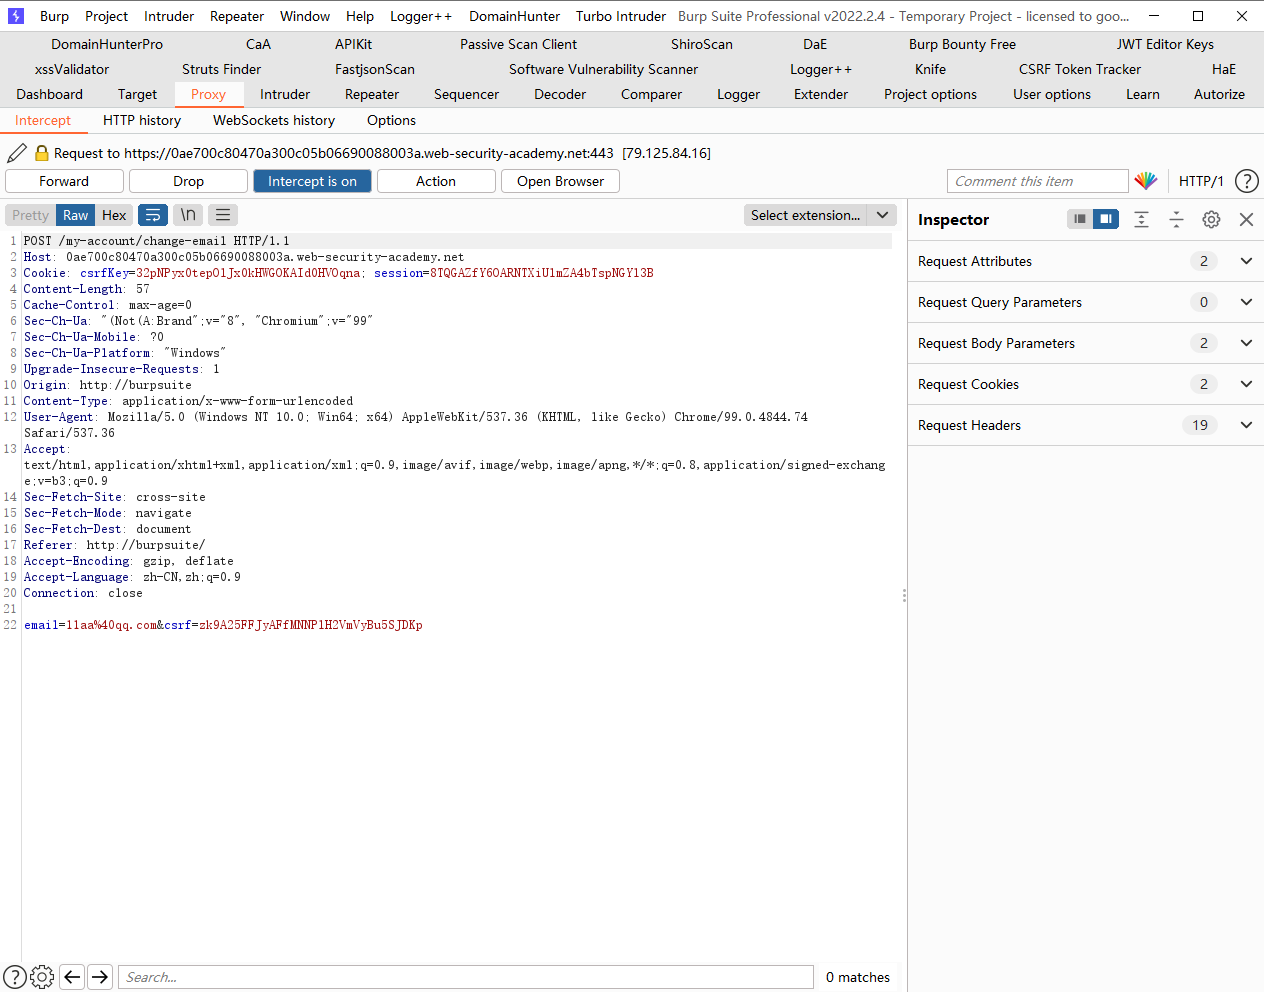 Burp Project Intruder Repeater Window Help Logger++ DomainHunter Turbo Intruder Burp Suite Professional v2022.2.4 - Temporary Project - licensed to goo...
DomainHunterPro CaA APIKit Passive Scan Client ShiroScan DaE Burp Bounty Free JWT Editor Keys
xssValidator Struts Finder FastjsonScan Software Vulnerability Scanner Logger++ Knife CSRF Token Tracker HaE
Dashboard Target Proxy Intruder Repeater Sequencer Decoder Comparer Logger Extender Project options User options Learn Autorize
Intercept HTTP history WebSockets history Options
Request to https://0ae700c80470a300c05b06690088003a.web-security-academy.net:443 [79.125.84.16]
Forward Drop Intercept is on Action Open Browser Comment this item HTTP/1 ?
Pretty Raw Hex \n Select extension... Inspector
1 POST /my-account/change-email HTTP/1.1
2 Host: 0ae700c80470a300c05b06690088003a.web-security-academy.net
3 Cookie: csrfKey=32pNPyx0tepO1Jx0kHWGOKAId0HVOqna; session=8TQGAZfY6OARNTXiU1mZA4bTspNGY13B
4 Content-Length: 57
5 Cache-Control: max-age=0
6 Sec-Ch-Ua: "(Not(A:Brand";v="8", "Chromium";v="99"
7 Sec-Ch-Ua-Mobile: ?0
8 Sec-Ch-Ua-Platform: "Windows"
9 Upgrade-Insecure-Requests: 1
10 Origin: http://burpsuite
11 Content-Type: application/x-www-form-urlencoded
12 User-Agent: Mozilla/5.0 (Windows NT 10.0; Win64; x64) AppleWebKit/537.36 (KHTML, like Gecko) Chrome/99.0.4844.74
Safari/537.36
13 Accept:
text/html,application/xhtml+xml,application/xml;q=0.9,image/avif,image/webp,image/apng,*/*;q=0.8,application/signed-exchang
e;v=b3;q=0.9
14 Sec-Fetch-Site: cross-site
15 Sec-Fetch-Mode: navigate
16 Sec-Fetch-Dest: document
17 Referer: http://burpsuite/
18 Accept-Encoding: gzip, deflate
19 Accept-Language: zh-CN,zh;q=0.9
20 Connection: close
21
22 email=11aa%40qq.com&csrf=zk9A25FFJyAFfMNNP1H2VmVyBu5SJDKp
Request Attributes 2
Request Query Parameters 0
Request Body Parameters 2
Request Cookies 2
Request Headers 19
? Search... 0 matches